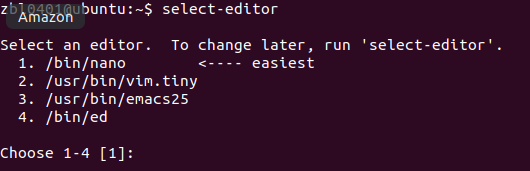 zbl0401@ubuntu:~$ select-editor
Amazon
Select an editor.  To change later, run 'select-editor'.
  1. /bin/nano        <---- easiest
  2. /usr/bin/vim.tiny
  3. /usr/bin/emacs25
  4. /bin/ed

Choose 1-4 [1]: